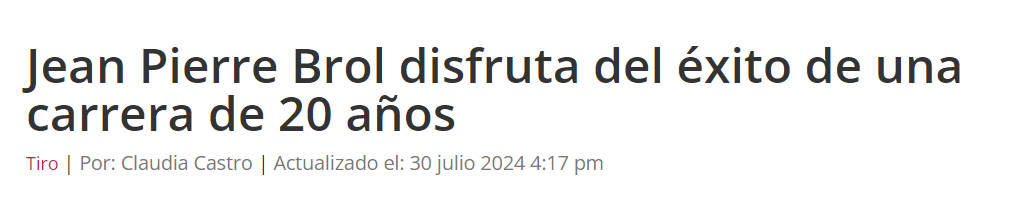 Jean Pierre Brol disfruta del éxito de una
carrera de 20 años
Tiro | Por: Claudia Castro | Actualizado el: 30 julio 2024 4:17 pm